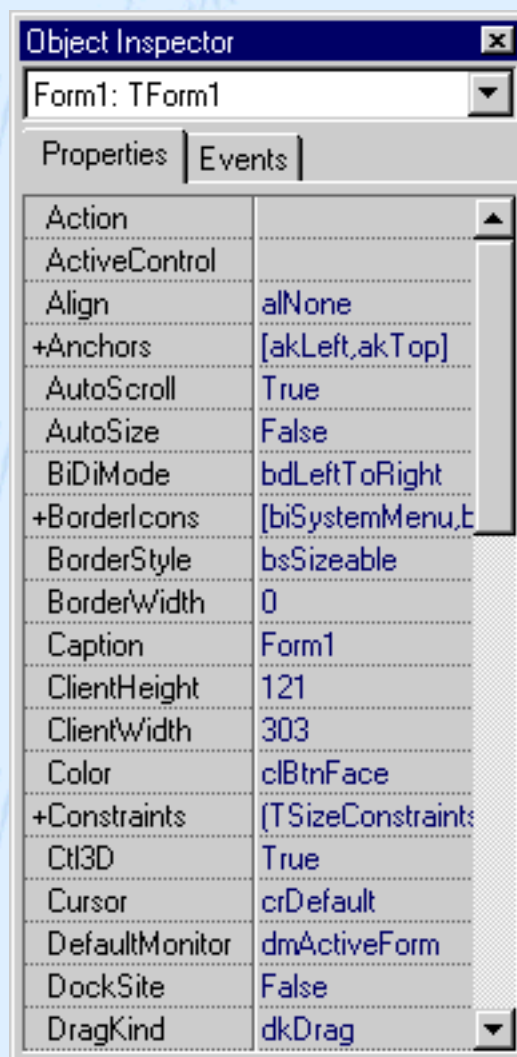 Object Inspector
Form1: TForm1
Properties Events
Action
ActiveControl
Align alNone
+Anchors [akLeft,akTop]
AutoScroll True
AutoSize False
BiDiMode bdLeftToRight
+BorderIcons [biSystemMenu,b
BorderStyle bsSizeable
BorderWidth 0
Caption Form1
ClientHeight 121
ClientWidth 303
Color clBtnFace
+Constraints (TSizeConstraints
Ctl3D True
Cursor crDefault
DefaultMonitor dmActiveForm
DockSite False
DragKind dkDrag